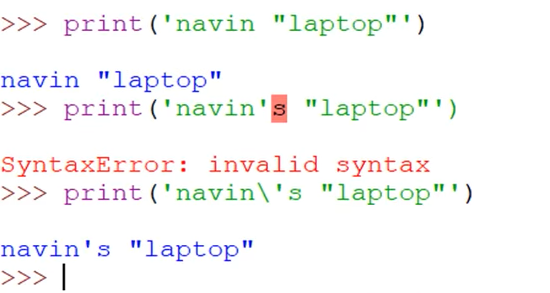 >>> print('navin "laptop"')
navin "laptop"
>>> print('navin's "laptop"')
SyntaxError: invalid syntax
>>> print('navin\'s "laptop"')
navin's "laptop"
>>>